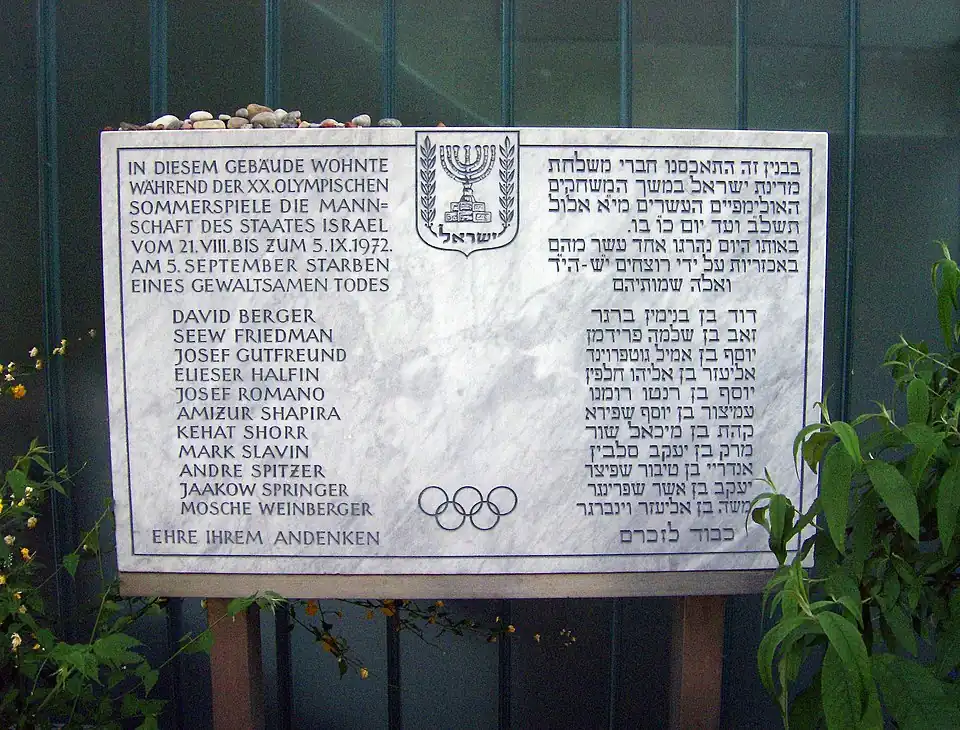 IN DIESEM GEBÄUDE WOHNTE
WÄHREND DER XX.OLYMPISCHEN
SOMMERSPIELE DIE MANN=
SCHAFT DES STAATES ISRAEL
VOM 21.VIII.BIS ZUM 5.IX.1972.
AM 5. SEPTEMBER STARBEN
EINES GEWALTSAMEN TODES
DAVID BERGER
SEEW FRIEDMAN
JOSEF GUTFREUND
ELIESER HALFIN
JOSEF ROMANO
AMIZUR SHAPIRA
KEHAT SHORR
MARK SLAVIN
ANDRE SPITZER
JAAKOW SPRINGER
MOSCHE WEINBERGER
EHRE IHREM ANDENKEN
ישראל
בבנין זה התאכסנו חברי משלחת
מדינת ישראל במשך המשחקים
האולימפיים העשרים מי״א אלול
תשל״ב ועד יום כ״ו בו.
באותו היום נהרגו אחד עשר מהם
באכזריות על ידי רוצחים יש-הי״ד
ואלה שמותיהם
דוד בן בנימין ברגר
זאב בן שלמה פרידמן
יוסף בן אמיל גוטפרוינד
אליעזר בן אליהו חלפין
יוסף בן רנטו רומנו
עמיצור בן יוסף שפירא
קהת בן מיכאל שור
מרק בן יעקב סלבין
אנדריי בן טיבור שפיצר
יעקב בן אשר שפרינגר
משה בן אליעזר וינברגר
כבוד לזכרם